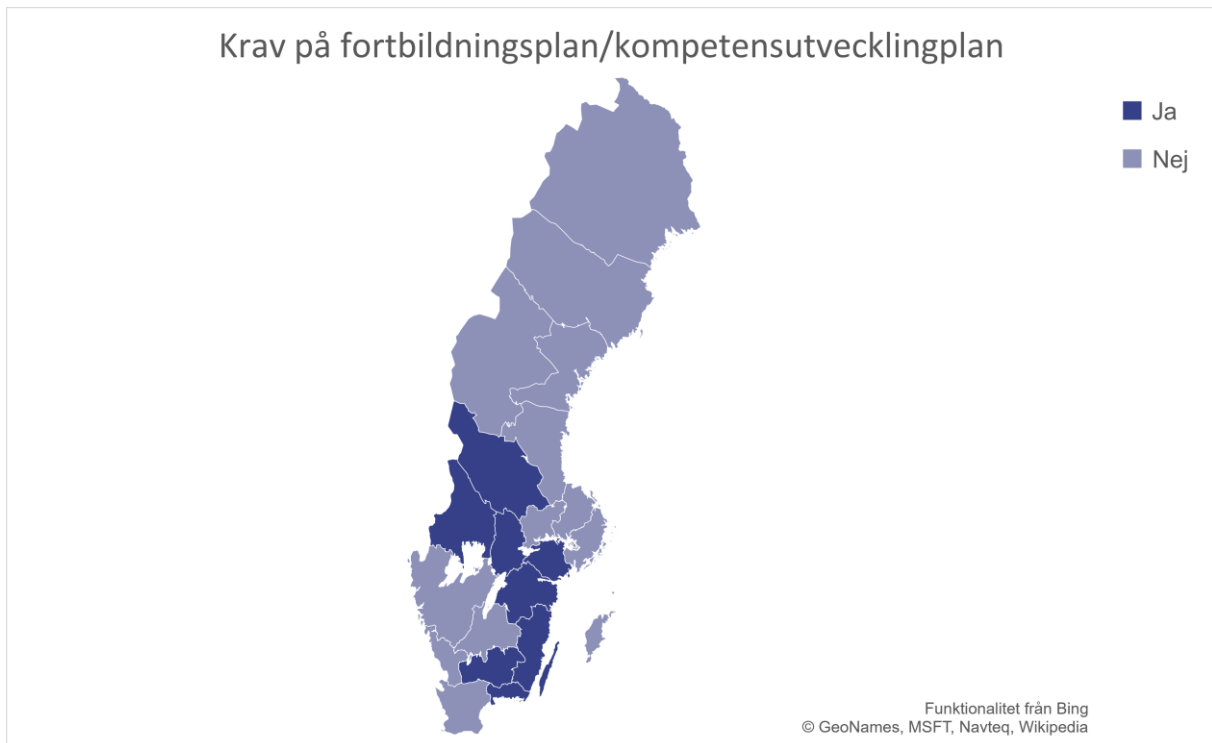 Krav på fortbildningsplan/kompetensutvecklingplan
Ja
Nej
Funktionalitet från Bing
© GeoNames, MSFT, Navteq, Wikipedia